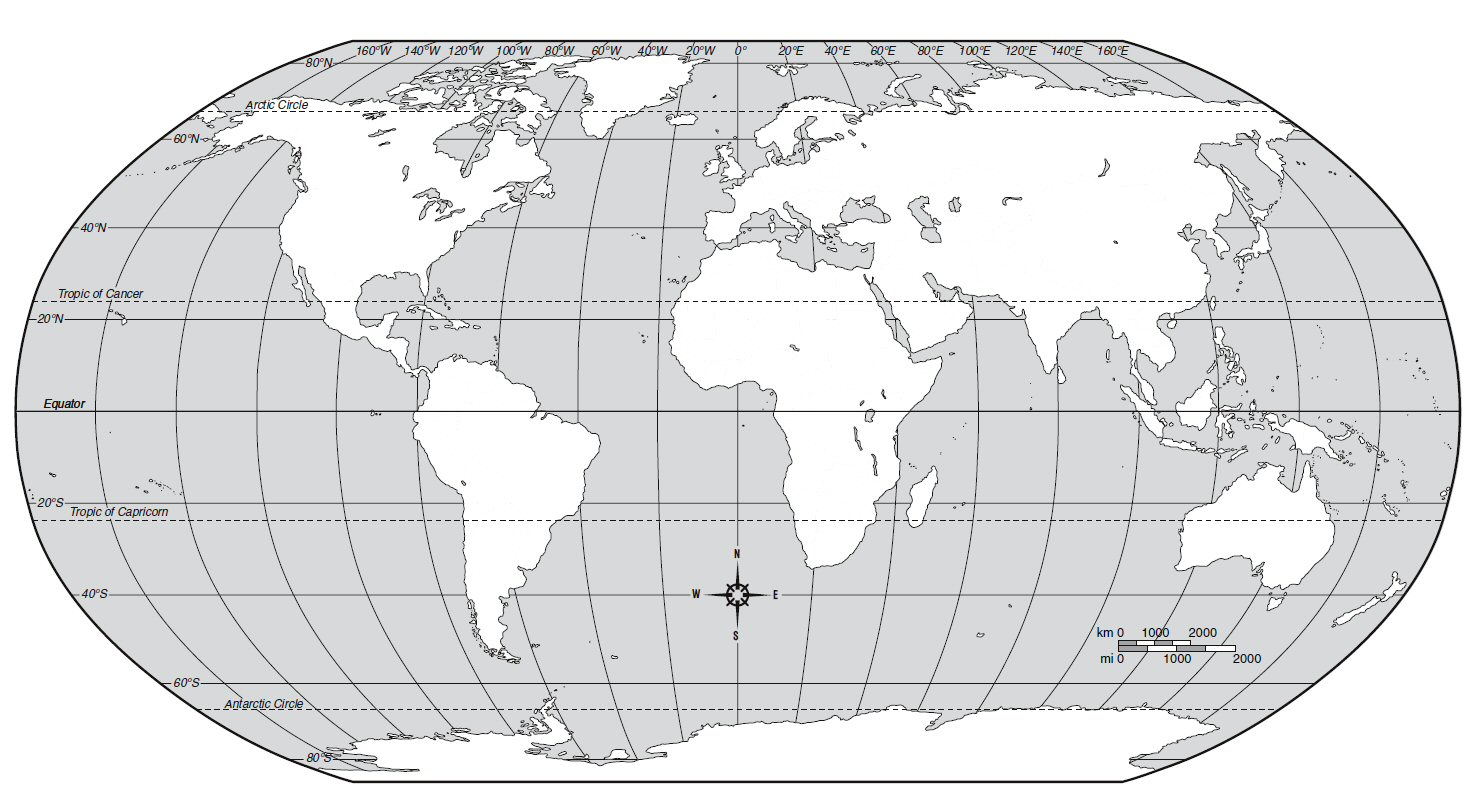 160°W 140°W 120°W 100°W 80°W 60°W 40°W 20°W 0° 20°E 40°E 60°E 80°E 100°E 120°E 140°E 160°E
80°N
Arctic Circle
60°N
40°N
Tropic of Cancer
20°N
Equator
20°S
Tropic of Capricorn
N
W E
S
40°S
km 0 1000 2000
mi 0 1000 2000
60°S
Antarctic Circle
80°S